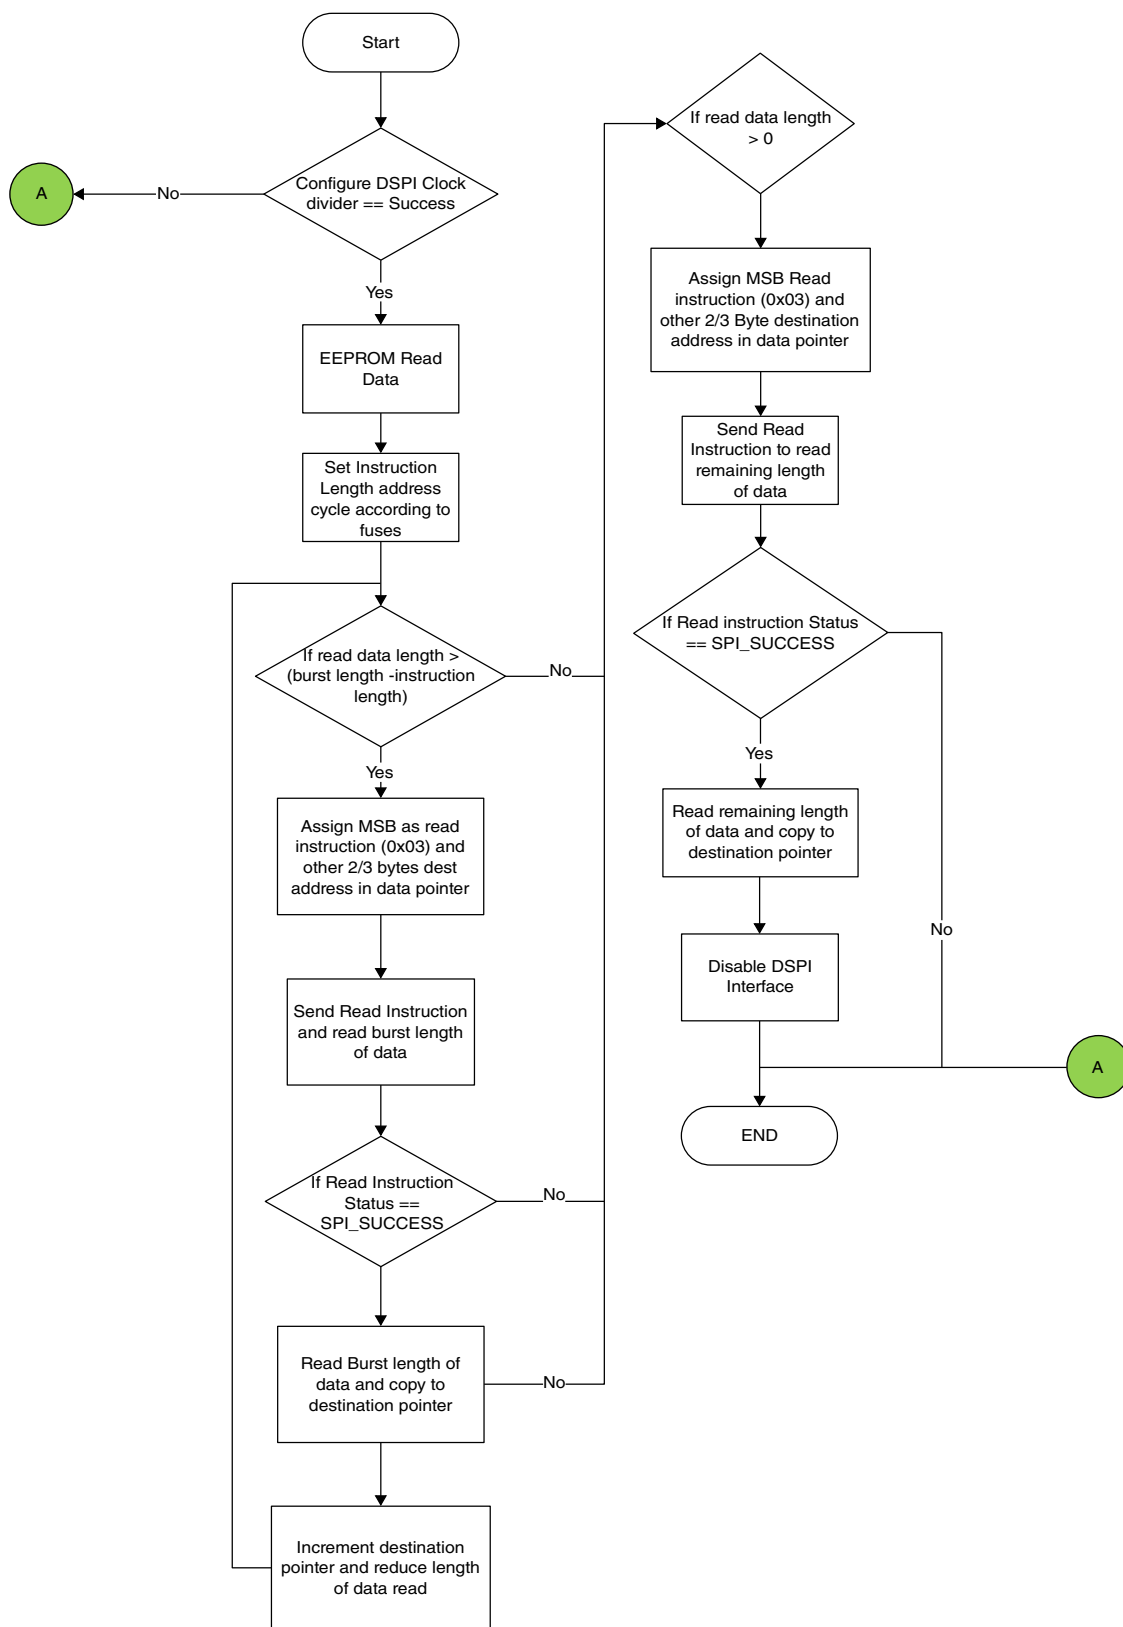 Start
Configure DSPI Clock
divider == Success
No
A
Yes
EEPROM Read
Data
Set Instruction
Length address
cycle according to
fuses
If read data length >
(burst length -instruction
length)
No
Yes
Assign MSB as read
instruction (0x03) and
other 2/3 bytes dest
address in data pointer
Send Read Instruction
and read burst length
of data
If Read Instruction
Status ==
SPI_SUCCESS
No
Read Burst length of
data and copy to
destination pointer
No
Increment destination
pointer and reduce length
of data read
If read data length
> 0
Assign MSB Read
instruction (0x03) and
other 2/3 Byte destination
address in data pointer
Send Read
Instruction to read
remaining length
of data
If Read instruction Status
== SPI_SUCCESS
Yes
Read remaining length
of data and copy to
destination pointer
No
Disable DSPI
Interface
A
END